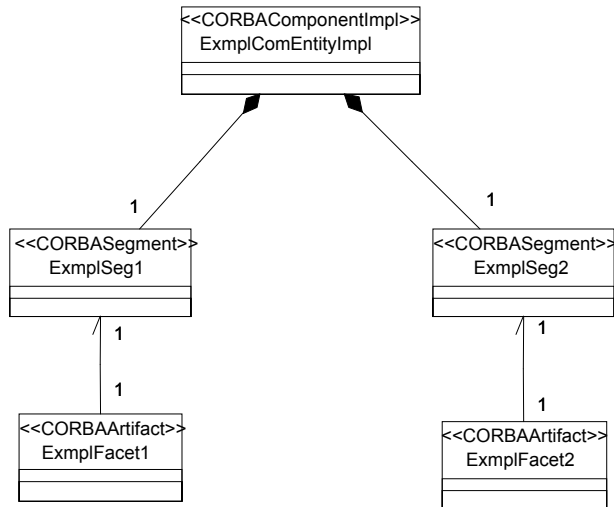 <<CORBAComponentImpl>>
ExmplComEntityImpl
1
1
<<CORBASegment>>
ExmplSeg1
<<CORBASegment>>
ExmplSeg2
1
1
1
1
<<CORBAArtifact>>
ExmplFacet1
<<CORBAArtifact>>
ExmplFacet2